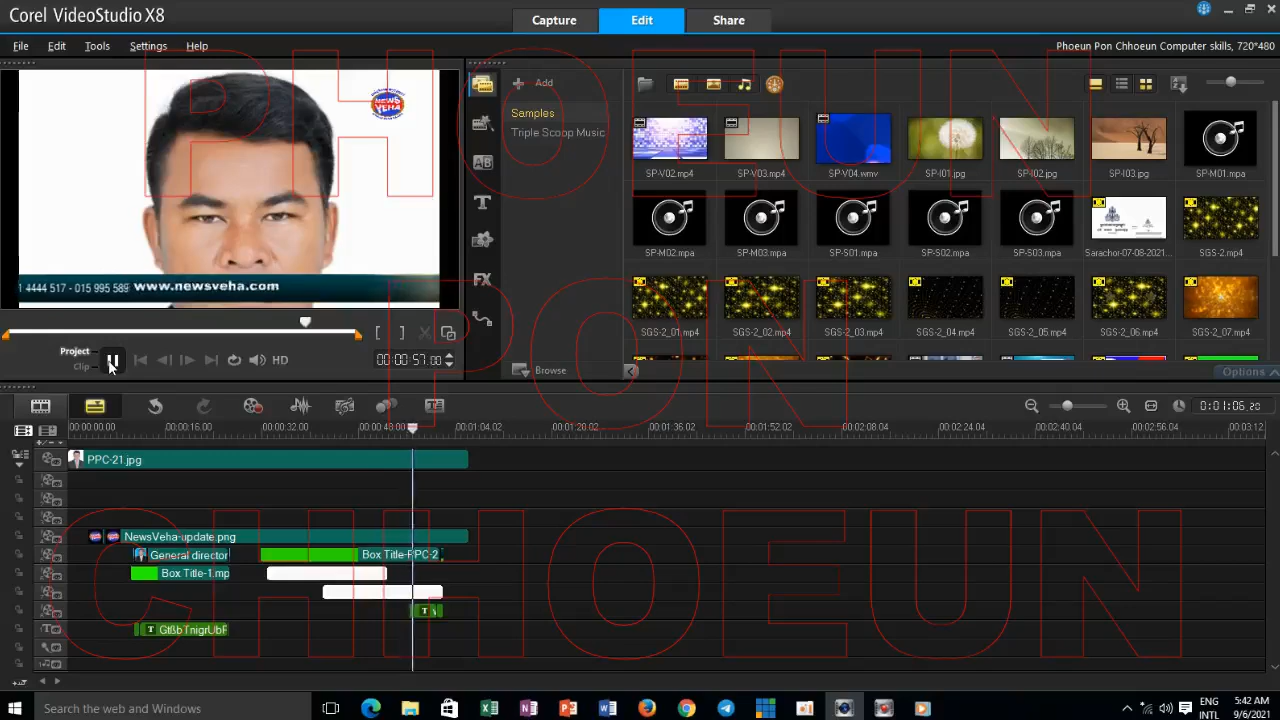 Corel VideoStudio X8
Capture
Edit
Share
File Edit Tools Settings Help
Phoeun Pon Chhoeun Computer skills, 720*480
NEWS
VEHA
1 4444 517 - 015 995 589 www.newsveha.com
Add
Samples
Triple Scoop Music
AB
T
FX
SP-V02.mp4
SP-V03.mp4
SP-V04.wmv
SP-I01.jpg
SP-I02.jpg
SP-I03.jpg
SP-M01.mpa
SP-M02.mpa
SP-M03.mpa
SP-S01.mpa
SP-S02.mpa
SP-S03.mpa
Sarachor-07-08-2021...
SGS-2.mp4
SGS-2_01.mp4
SGS-2_02.mp4
SGS-2_03.mp4
SGS-2_04.mp4
SGS-2_05.mp4
SGS-2_06.mp4
SGS-2_07.mp4
Browse
Options
Project
Clip
HD
00:00:57.00
0:01:06.20
00:00:00.00 00:00:16.00 00:00:32.00 00:00:48.00 00:01:04.02 00:01:20.02 00:01:36.02 00:01:52.02 00:02:08.04 00:02:24.04 00:02:40.04 00:02:56.04 00:03:12
PPC-21.jpg
NewsVeha-update.png
General director
Box Title-PPC-2
Box Title-1.mp
T
T GtßbTnigrUbF
PHOEUN
PON
CHHOEUN
Search the web and Windows
ENG
INTL
5:42 AM
9/6/2021